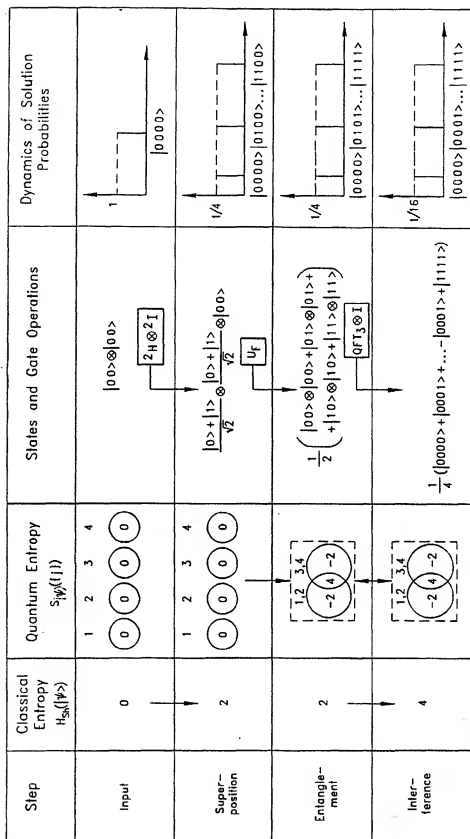 Step
Classical
Entropy
H_Sh(|ψ>)
Quantum Entropy
S_|ψ>({j})
States and Gate Operations
Dynamics of Solution
Probabilities
Input
0
1 2 3 4
0 0 0 0
|00>⊗|00>
²H⊗²I
1
|0000>
Super-
position
2
1 2 3 4
0 0 0 0
|0>+|1>/√2 ⊗ |0>+|1>/√2 ⊗|00>
U_F
1/4
|0000>|0100>...|1100>
Entangle-
ment
2
1,2 3,4
-2 4 -2
1/2 (|00>⊗|00>+|01>⊗|01>+
+|10>⊗|10>+|11>⊗|11>)
QFT₃⊗I
1/4
|0000>|0101>...|1111>
Inter-
ference
4
1,2 3,4
-2 4 -2
1/4 (|0000>+|0001>+...-|0001>+|1111>)
1/16
|0000>|0001>...|1111>